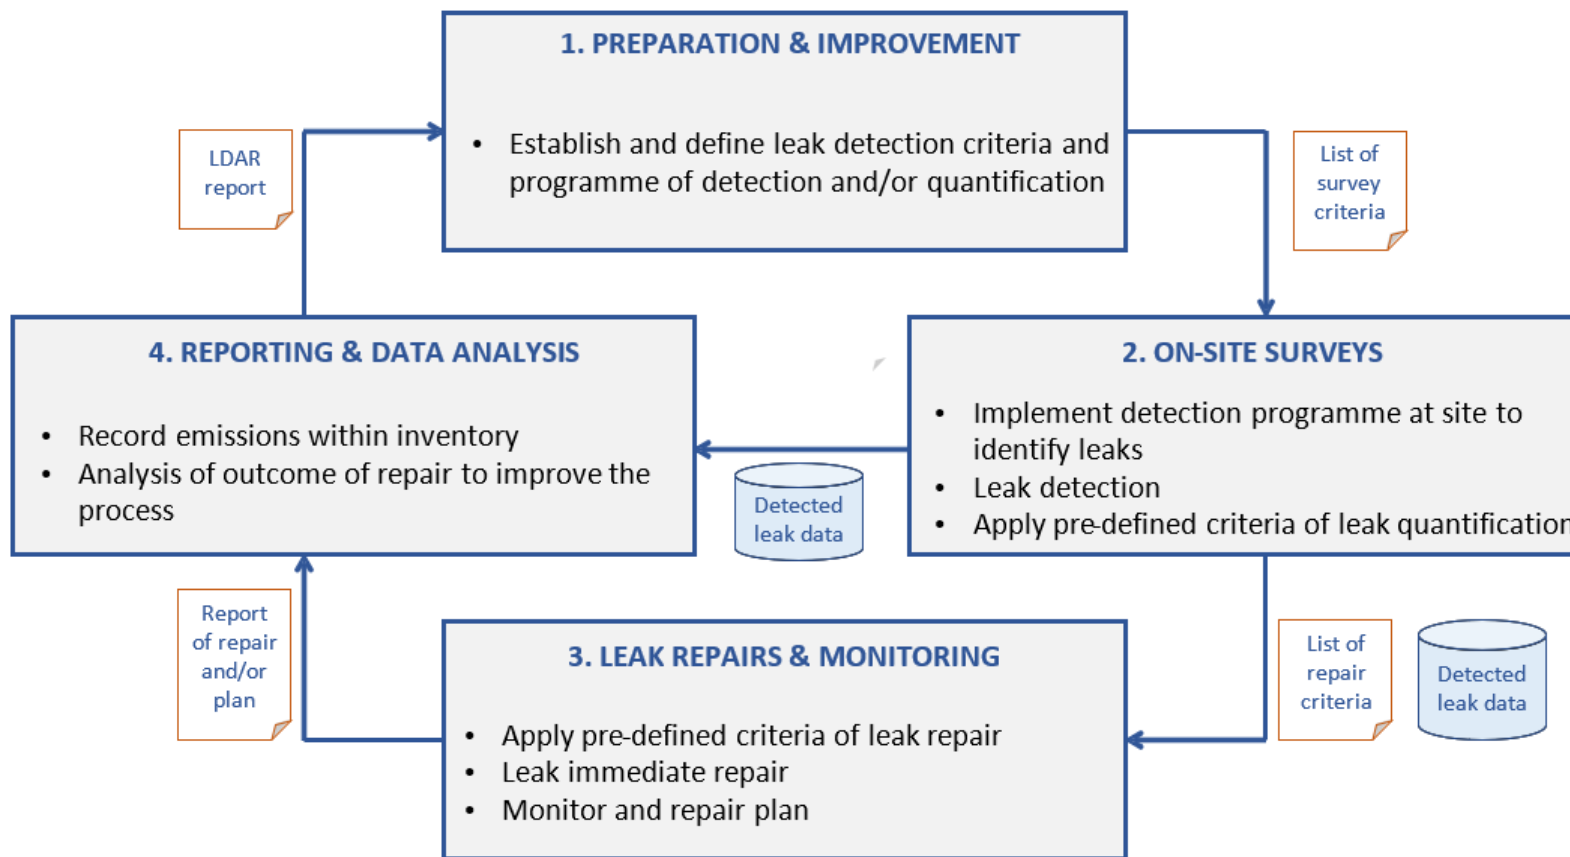 1. PREPARATION & IMPROVEMENT
• Establish and define leak detection criteria and
programme of detection and/or quantification
LDAR
report
List of
survey
criteria
4. REPORTING & DATA ANALYSIS
• Record emissions within inventory
• Analysis of outcome of repair to improve the
process
2. ON-SITE SURVEYS
• Implement detection programme at site to
identify leaks
• Leak detection
• Apply pre-defined criteria of leak quantification
Detected
leak data
Report
of repair
and/or
plan
3. LEAK REPAIRS & MONITORING
• Apply pre-defined criteria of leak repair
• Leak immediate repair
• Monitor and repair plan
List of
repair
criteria
Detected
leak data